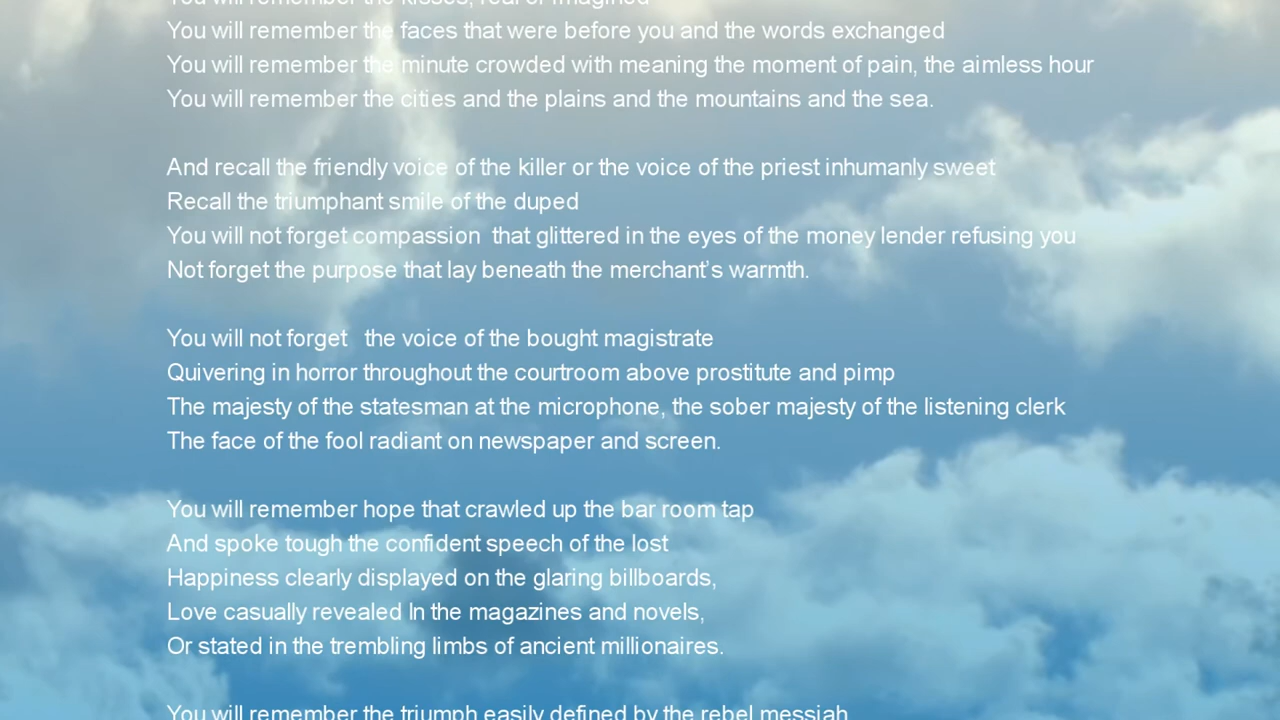 You will remember the kisses, real or imagined
You will remember the faces that were before you and the words exchanged
You will remember the minute crowded with meaning the moment of pain, the aimless hour
You will remember the cities and the plains and the mountains and the sea.
And recall the friendly voice of the killer or the voice of the priest inhumanly sweet
Recall the triumphant smile of the duped
You will not forget compassion that glittered in the eyes of the money lender refusing you
Not forget the purpose that lay beneath the merchant’s warmth.
You will not forget the voice of the bought magistrate
Quivering in horror throughout the courtroom above prostitute and pimp
The majesty of the statesman at the microphone, the sober majesty of the listening clerk
The face of the fool radiant on newspaper and screen.
You will remember hope that crawled up the bar room tap
And spoke tough the confident speech of the lost
Happiness clearly displayed on the glaring billboards,
Love casually revealed In the magazines and novels,
Or stated in the trembling limbs of ancient millionaires.
You will remember the triumph easily defined by the rebel messiah